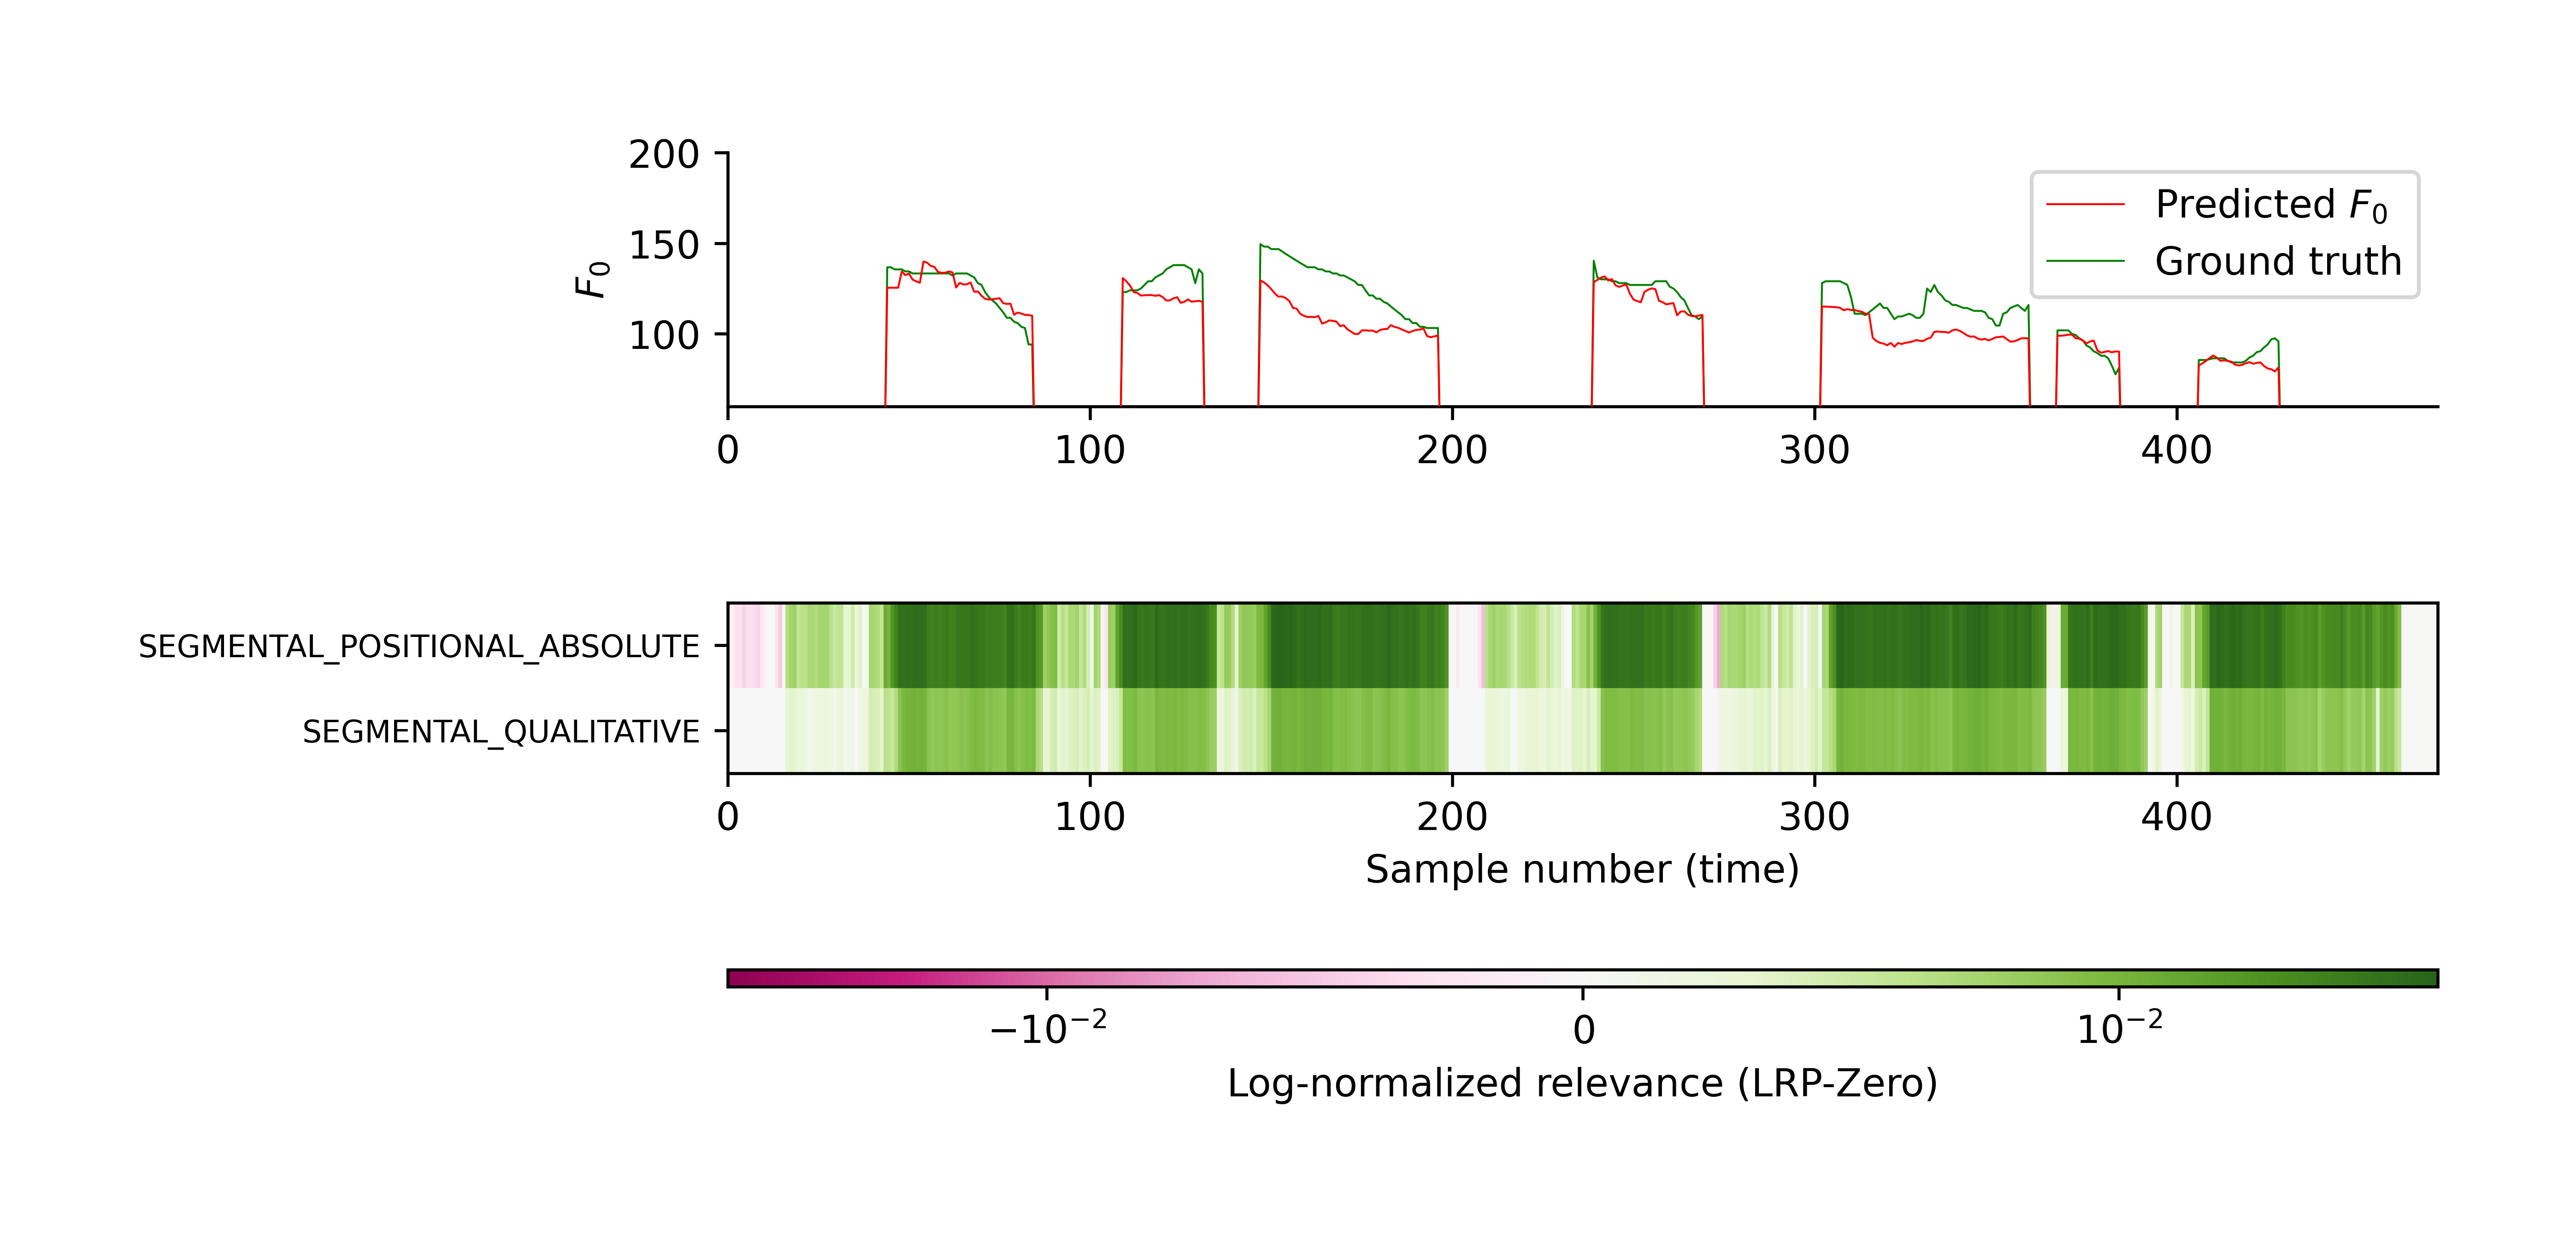 200
150
100
F₀
Predicted F₀
Ground truth
0 100 200 300 400
SEGMENTAL_POSITIONAL_ABSOLUTE
SEGMENTAL_QUALITATIVE
0 100 200 300 400
Sample number (time)
−10⁻² 0 10⁻²
Log-normalized relevance (LRP-Zero)